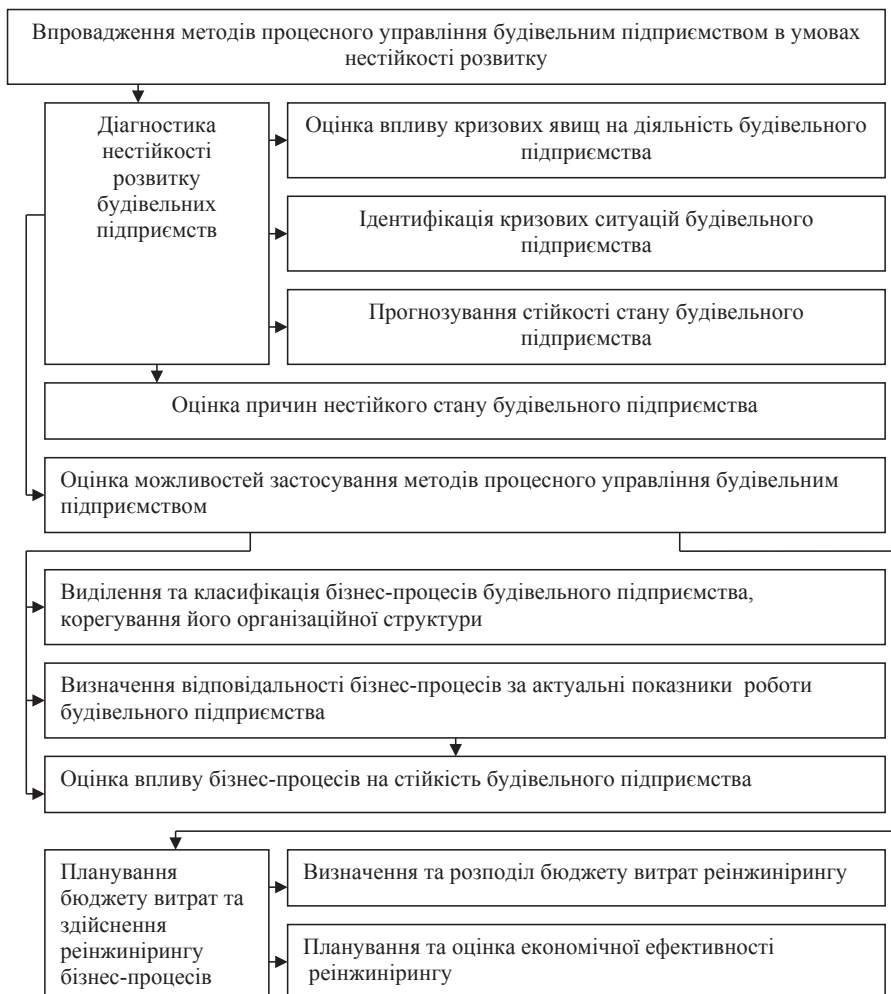 Впровадження методів процесного управління будівельним підприємством в умовах
нестійкості розвитку
Діагностика
нестійкості
розвитку
будівельних
підприємств
Оцінка впливу кризових явищ на діяльність будівельного
підприємства
Ідентифікація кризових ситуацій будівельного
підприємства
Прогнозування стійкості стану будівельного
підприємства
Оцінка причин нестійкого стану будівельного підприємства
Оцінка можливостей застосування методів процесного управління будівельним
підприємством
Виділення та класифікація бізнес-процесів будівельного підприємства,
корегування його організаційної структури
Визначення відповідальності бізнес-процесів за актуальні показники  роботи
будівельного підприємства
Оцінка впливу бізнес-процесів на стійкість будівельного підприємства
Планування
бюджету витрат та
здійснення
реінжинірингу
бізнес-процесів
Визначення та розподіл бюджету витрат реінжинірингу
Планування та оцінка економічної ефективності
реінжинірингу